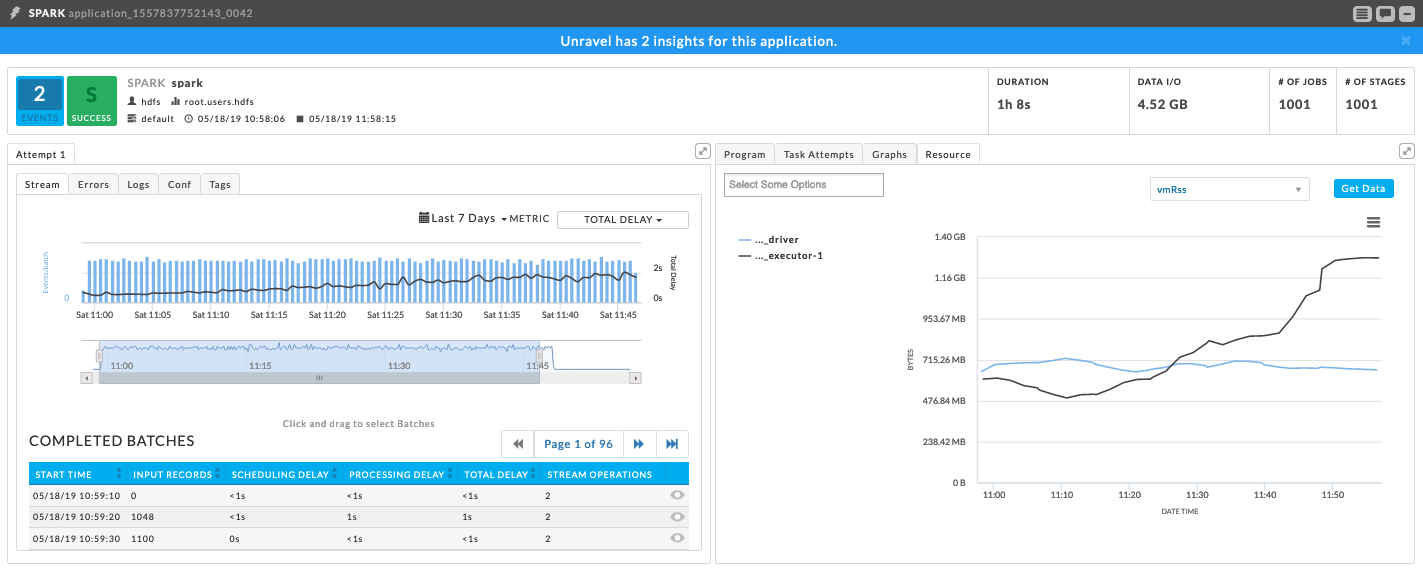 SPARK application_1557837752143_0042
Unravel has 2 insights for this application.
2
EVENTS
S
SUCCESS
SPARK spark
hdfs root.users.hdfs
default 05/18/19 10:58:06 05/18/19 11:58:15
DURATION
1h 8s
DATA I/O
4.52 GB
# OF JOBS
1001
# OF STAGES
1001
Attempt 1
Stream Errors Logs Conf Tags
Last 7 Days METRIC TOTAL DELAY
Events/batch
0
2s
0s
Total Delay
Sat 11:00 Sat 11:05 Sat 11:10 Sat 11:15 Sat 11:20 Sat 11:25 Sat 11:30 Sat 11:35 Sat 11:40 Sat 11:45
11:00 11:15 11:30 11:45
Click and drag to select Batches
COMPLETED BATCHES
Page 1 of 96
START TIME INPUT RECORDS SCHEDULING DELAY PROCESSING DELAY TOTAL DELAY STREAM OPERATIONS
05/18/19 10:59:10 0 <1s <1s <1s 2
05/18/19 10:59:20 1048 <1s 1s 1s 2
05/18/19 10:59:30 1100 0s <1s <1s 2
Program Task Attempts Graphs Resource
Select Some Options
vmRss
Get Data
..._driver
..._executor-1
BYTES
1.40 GB
1.16 GB
953.67 MB
715.26 MB
476.84 MB
238.42 MB
0 B
11:00 11:10 11:20 11:30 11:40 11:50
DATE TIME